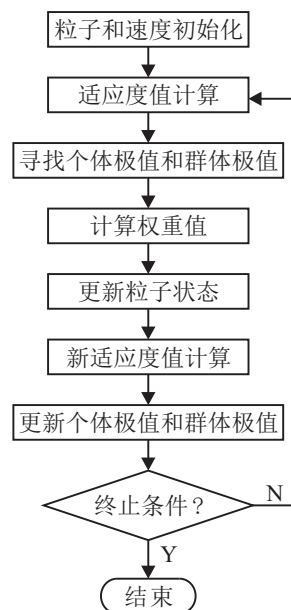 粒子和速度初始化
适应度值计算
寻找个体极值和群体极值
计算权重值
更新粒子状态
新适应度值计算
更新个体极值和群体极值
终止条件?
N
Y
结束